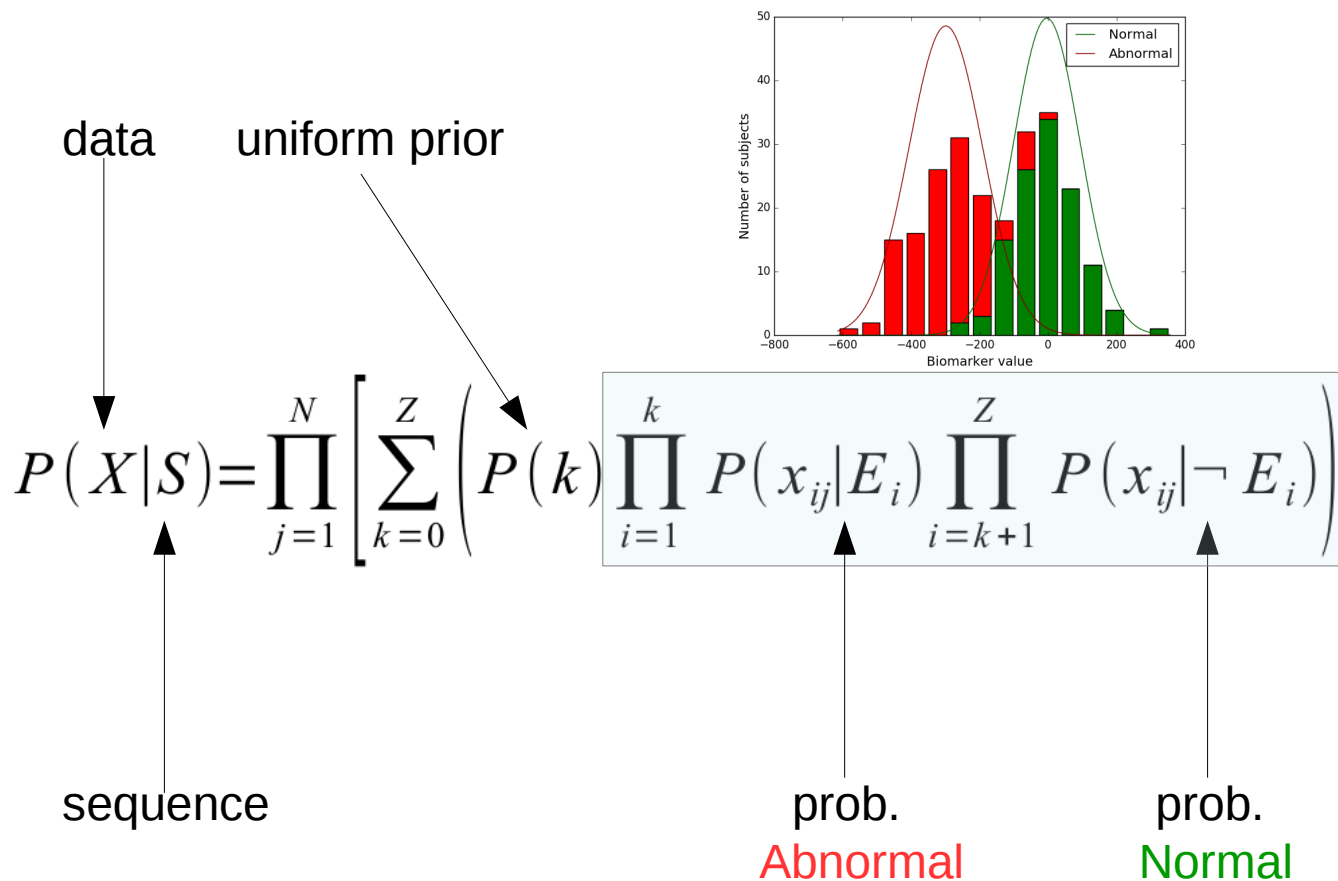 50
Normal
Abnormal
40
30
20
10
0
Number of subjects
−800 −600 −400 −200 0 200 400
Biomarker value
data uniform prior
P(X|S)=∏_{j=1}^{N}[∑_{k=0}^{Z}(P(k)∏_{i=1}^{k} P(x_{ij}|E_i)∏_{i=k+1}^{Z} P(x_{ij}|¬ E_i))
sequence
prob. prob.
Abnormal Normal